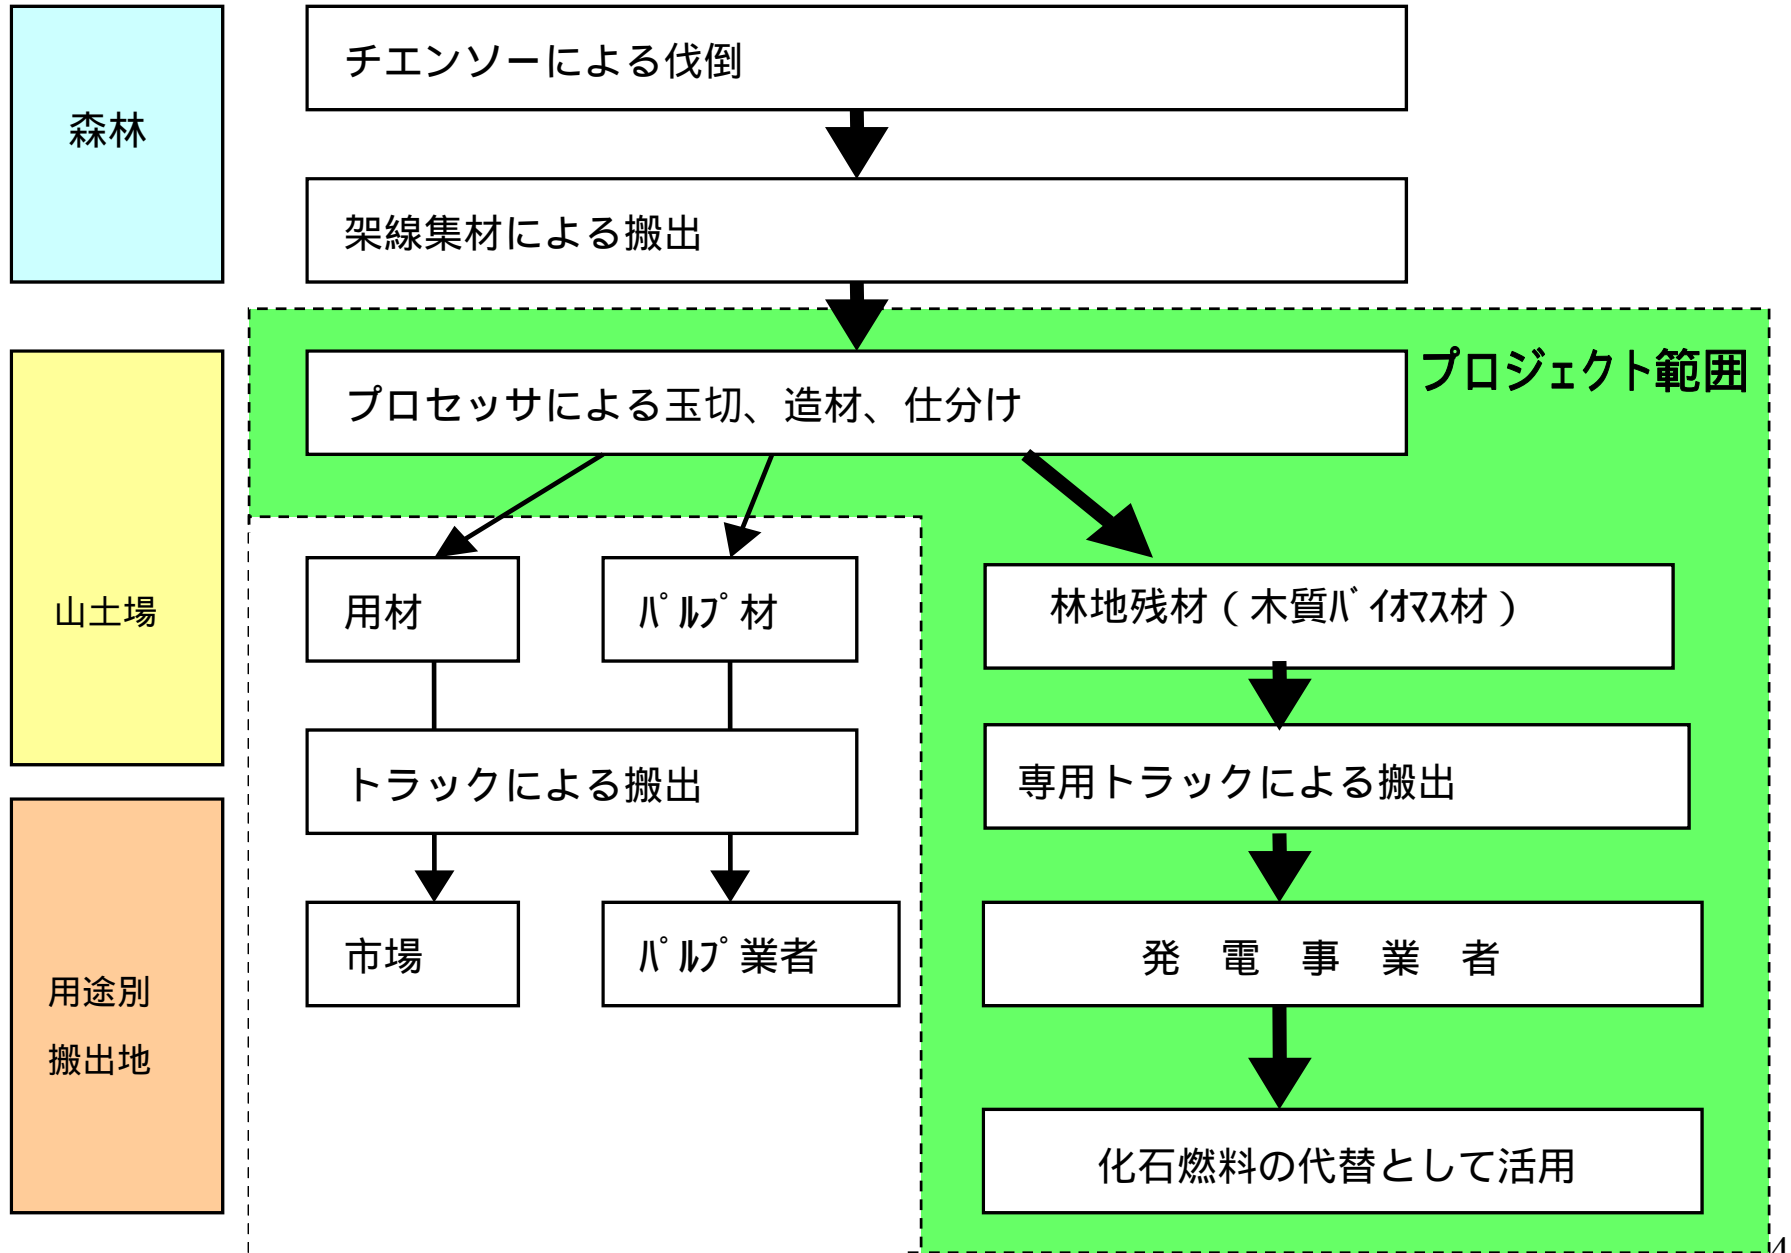 森林
チエンソーによる伐倒
架線集材による搬出
プロジェクト範囲
プロセッサによる玉切、造材、仕分け
山土場
用材
ﾊﾟﾙﾌﾟ材
林地残材（木質ﾊﾞｲｵﾏｽ材）
トラックによる搬出
専用トラックによる搬出
用途別
搬出地
市場
ﾊﾟﾙﾌﾟ業者
発　電　事　業　者
化石燃料の代替として活用